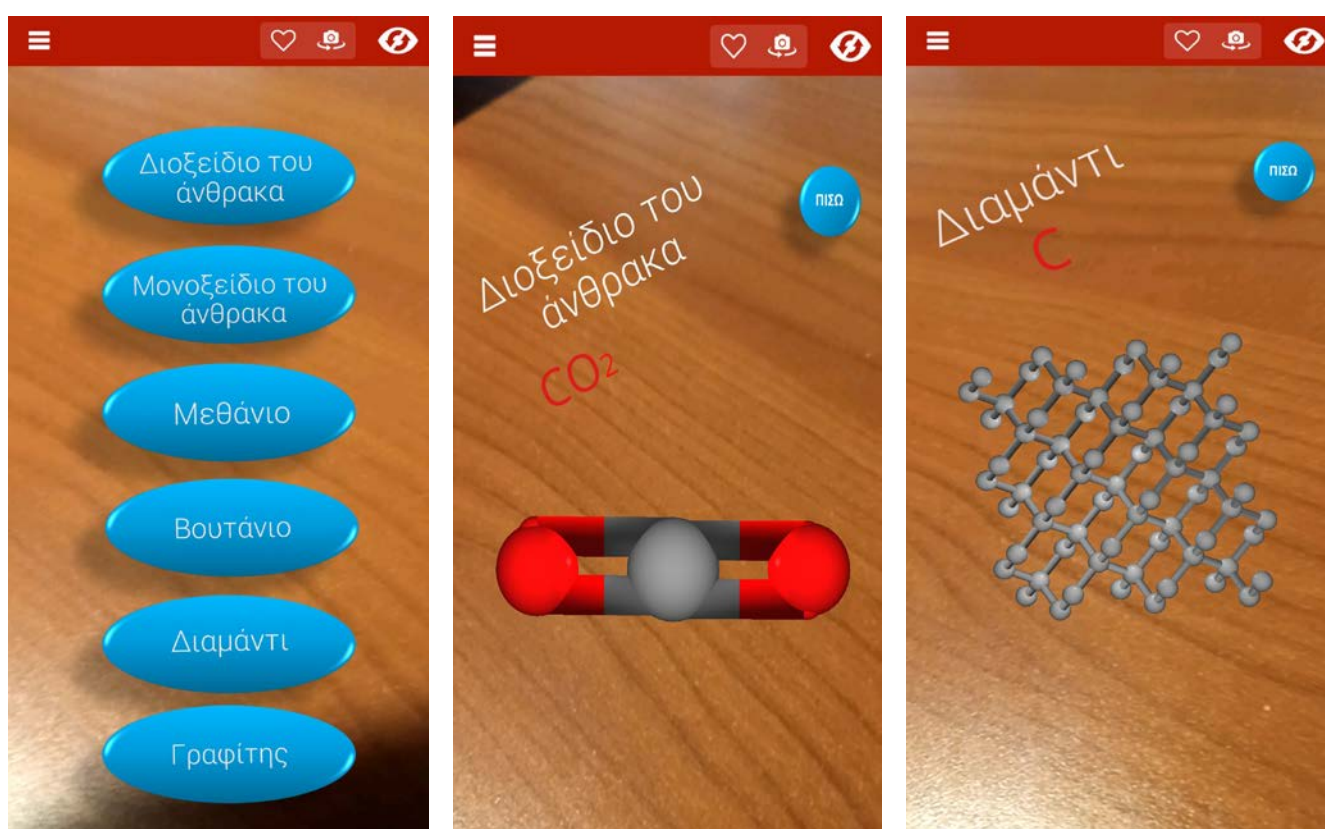 Διοξείδιο του
άνθρακα
Μονοξείδιο του
άνθρακα
Μεθάνιο
Βουτάνιο
Διαμάντι
Γραφίτης
ΠΙΣΩ
Διοξείδιο του
άνθρακα
CO₂
ΠΙΣΩ
Διαμάντι
C